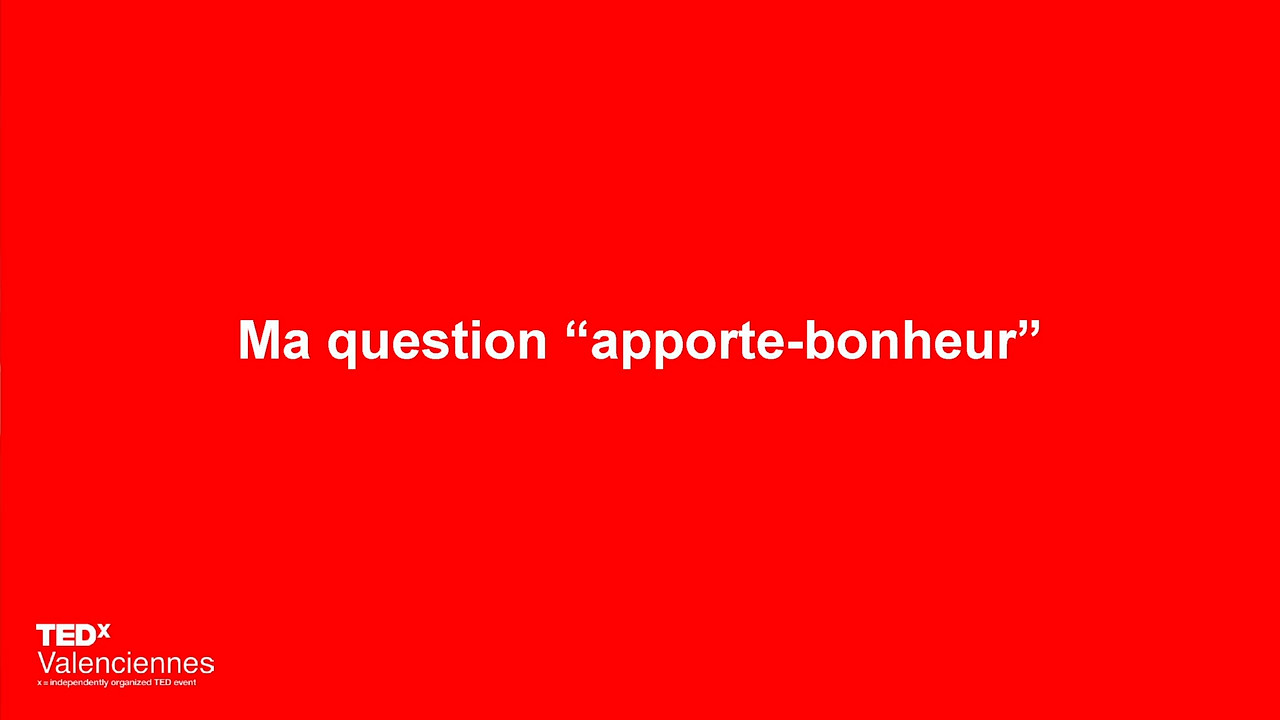 Ma question “apporte-bonheur”
TEDx
Valenciennes
x = independently organized TED event